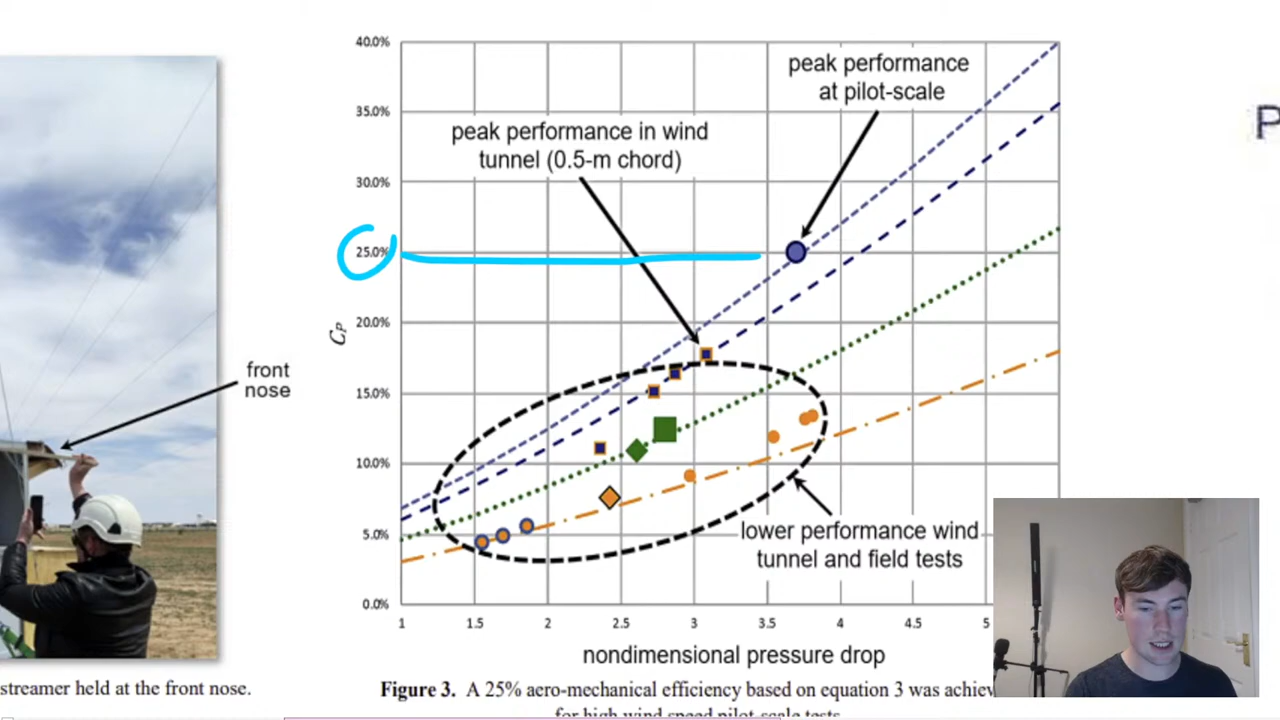 40.0%
35.0%
30.0%
25.0%
20.0%
15.0%
10.0%
5.0%
0.0%
C_P
peak performance
at pilot-scale
peak performance in wind
tunnel (0.5-m chord)
front
nose
lower performance wind
tunnel and field tests
1 1.5 2 2.5 3 3.5 4 4.5 5
nondimensional pressure drop
P
streamer held at the front nose.
Figure 3. A 25% aero-mechanical efficiency based on equation 3 was achiev
for high wind speed pilot-scale tests